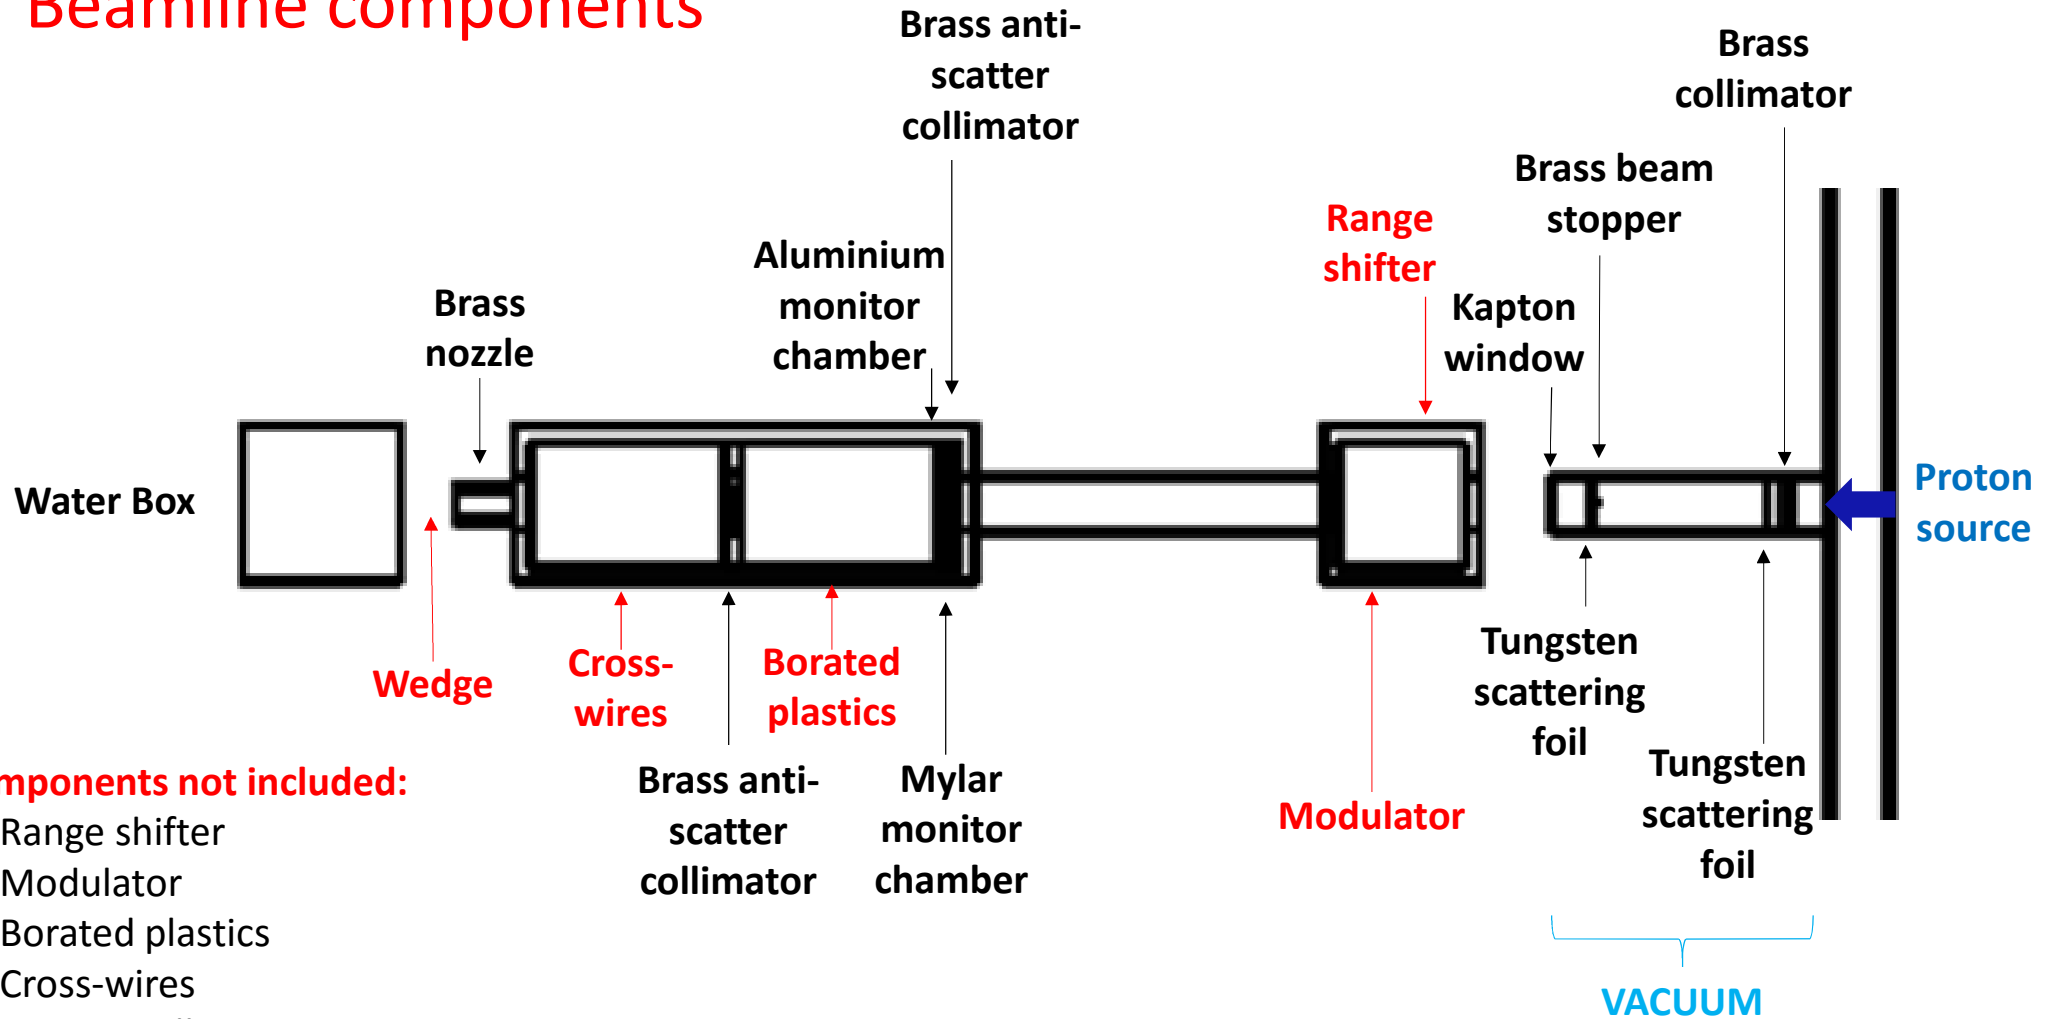 Beamline components
Brass anti-
scatter
collimator
Brass
collimator
Brass beam
stopper
Range
shifter
Aluminium
monitor
chamber
Kapton
window
Brass
nozzle
Water Box
Proton
source
Wedge
Cross-
wires
Borated
plastics
Tungsten
scattering
foil
Tungsten
scattering
foil
Brass anti-
scatter
collimator
Mylar
monitor
chamber
Modulator
mponents not included:
Range shifter
Modulator
Borated plastics
Cross-wires
VACUUM